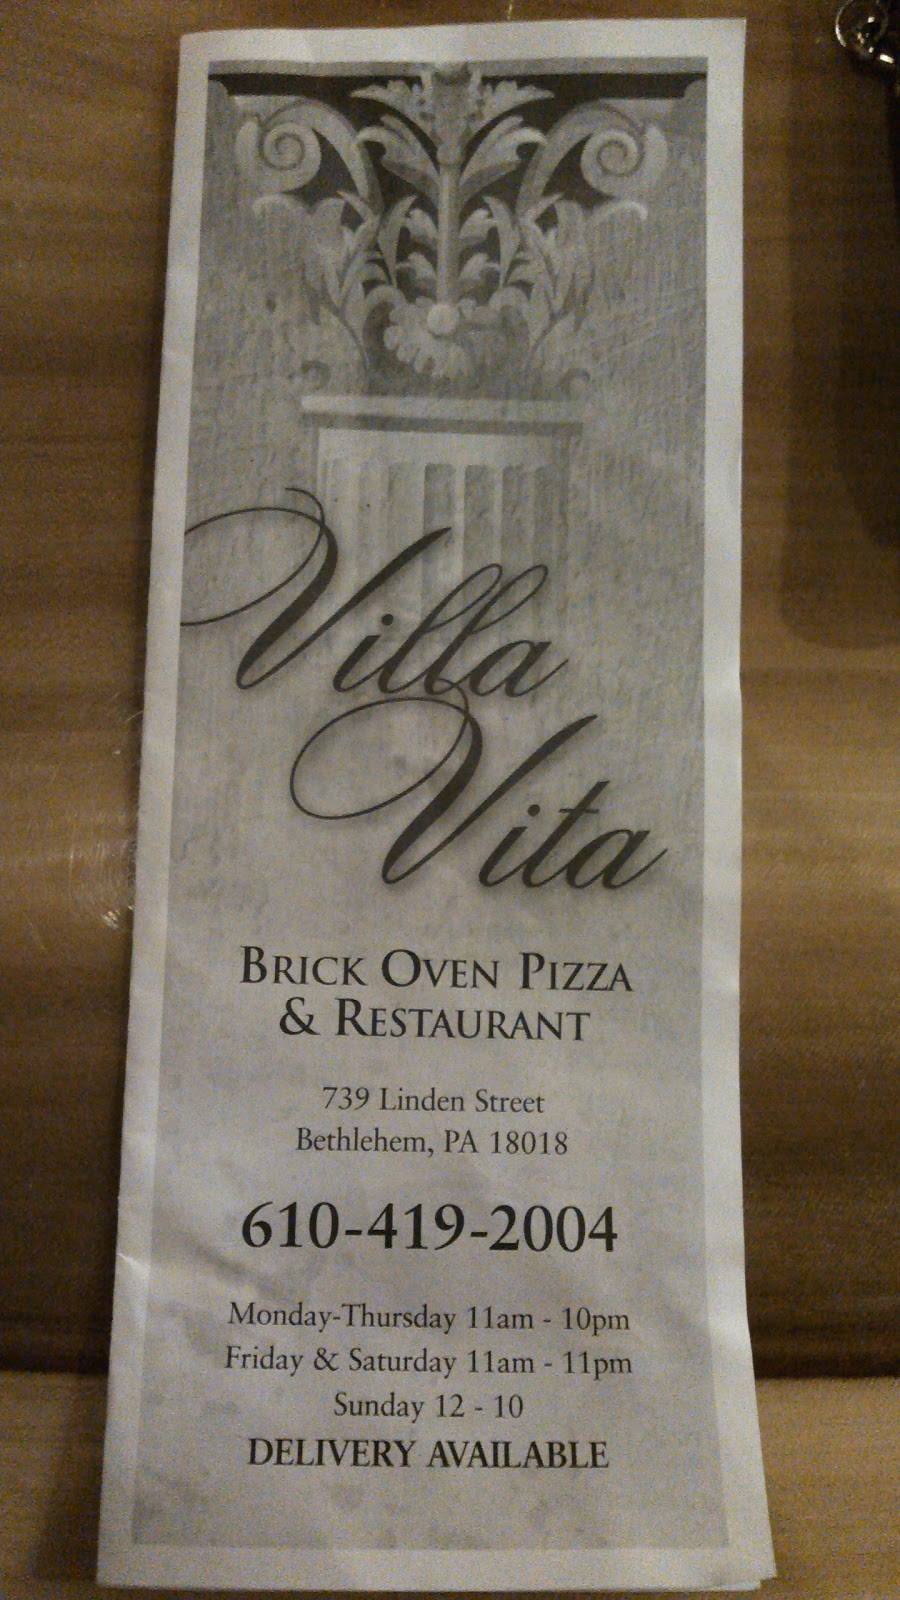 Villa
Vita
BRICK OVEN PIZZA
& RESTAURANT
739 Linden Street
Bethlehem, PA 18018
610-419-2004
Monday-Thursday 11am - 10pm
Friday & Saturday 11am - 11pm
Sunday 12 - 10
DELIVERY AVAILABLE